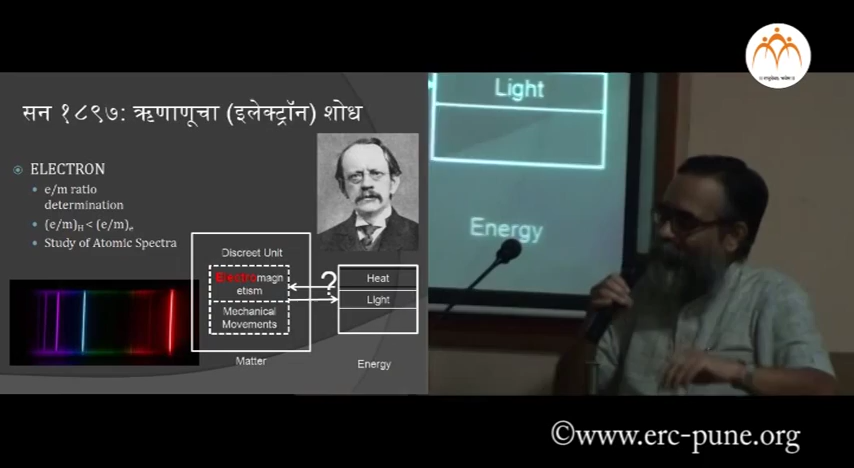 सन १८९७: ऋणाणूचा (इलेक्ट्रॉन) शोध
ELECTRON
e/m ratio
determination
(e/m)H < (e/m)e
Study of Atomic Spectra
Discreet Unit
Electromagn
etism
Mechanical
Movements
Matter
?
Heat
Light
Energy
Light
Energy
©www.erc-pune.org